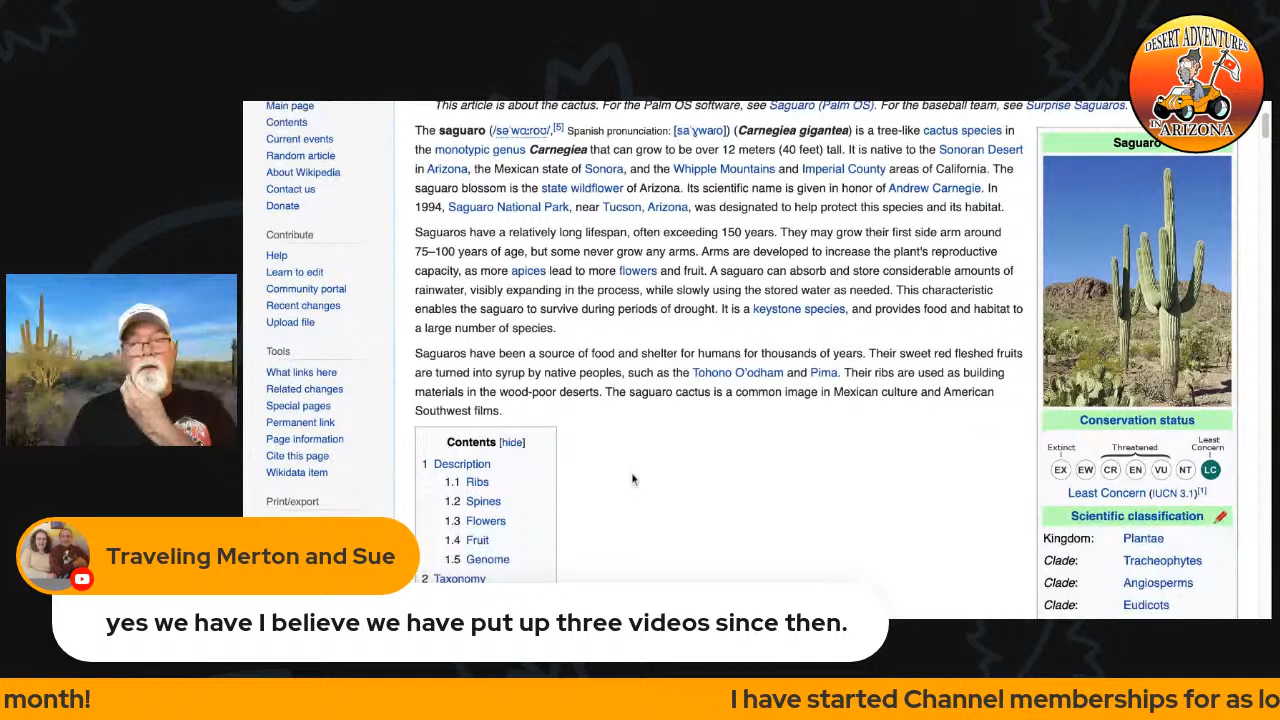 DESERT ADVENTURES
IN ARIZONA
Main page
Contents
Current events
Random article
About Wikipedia
Contact us
Donate
Contribute
Help
Learn to edit
Community portal
Recent changes
Upload file
Tools
What links here
Related changes
Special pages
Permanent link
Page information
Cite this page
Wikidata item
Print/export
This article is about the cactus. For the Palm OS software, see Saguaro (Palm OS). For the baseball team, see Surprise Saguaros.
The saguaro (/səˈwɑːroʊ/,[5] Spanish pronunciation: [saˈɣwaɾo]) (Carnegiea gigantea) is a tree-like cactus species in
the monotypic genus Carnegiea that can grow to be over 12 meters (40 feet) tall. It is native to the Sonoran Desert
in Arizona, the Mexican state of Sonora, and the Whipple Mountains and Imperial County areas of California. The
saguaro blossom is the state wildflower of Arizona. Its scientific name is given in honor of Andrew Carnegie. In
1994, Saguaro National Park, near Tucson, Arizona, was designated to help protect this species and its habitat.
Saguaros have a relatively long lifespan, often exceeding 150 years. They may grow their first side arm around
75–100 years of age, but some never grow any arms. Arms are developed to increase the plant's reproductive
capacity, as more apices lead to more flowers and fruit. A saguaro can absorb and store considerable amounts of
rainwater, visibly expanding in the process, while slowly using the stored water as needed. This characteristic
enables the saguaro to survive during periods of drought. It is a keystone species, and provides food and habitat to
a large number of species.
Saguaros have been a source of food and shelter for humans for thousands of years. Their sweet red fleshed fruits
are turned into syrup by native peoples, such as the Tohono O'odham and Pima. Their ribs are used as building
materials in the wood-poor deserts. The saguaro cactus is a common image in Mexican culture and American
Southwest films.
Contents [hide]
1 Description
1.1 Ribs
1.2 Spines
1.3 Flowers
1.4 Fruit
1.5 Genome
2 Taxonomy
Saguaro
Conservation status
Extinct
Threatened
Least
Concern
EX EW CR EN VU NT LC
Least Concern (IUCN 3.1)[1]
Scientific classification
Kingdom: Plantae
Clade: Tracheophytes
Clade: Angiosperms
Clade: Eudicots
Traveling Merton and Sue
yes we have I believe we have put up three videos since then.
month! I have started Channel memberships for as lo